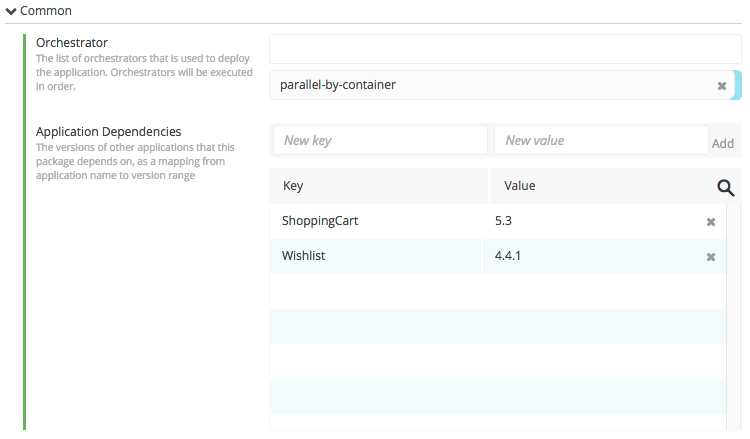 Common
Orchestrator
The list of orchestrators that is used to deploy
the application. Orchestrators will be executed
in order.
parallel-by-container
Application Dependencies
The versions of other applications that this
package depends on, as a mapping from
application name to version range
New key New value Add
Key Value
ShoppingCart 5.3
Wishlist 4.4.1